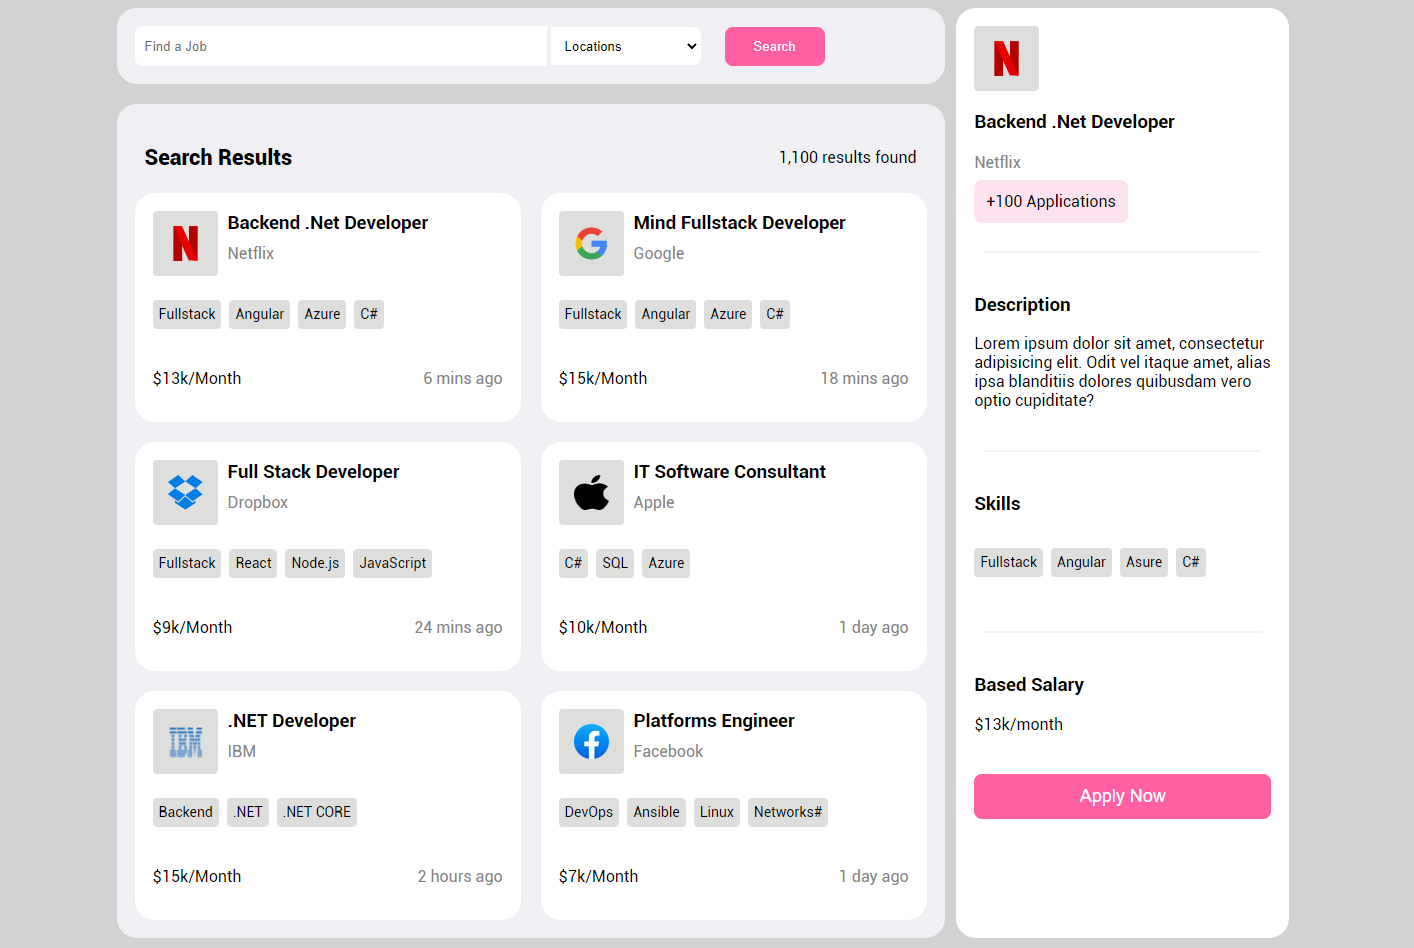 Find a Job
Locations
Search
Search Results
1,100 results found
Backend .Net Developer
Netflix
Fullstack Angular Azure C#
$13k/Month 6 mins ago
Mind Fullstack Developer
Google
Fullstack Angular Azure C#
$15k/Month 18 mins ago
Full Stack Developer
Dropbox
Fullstack React Node.js JavaScript
$9k/Month 24 mins ago
IT Software Consultant
Apple
C# SQL Azure
$10k/Month 1 day ago
IBM
.NET Developer
IBM
Backend .NET .NET CORE
$15k/Month 2 hours ago
Platforms Engineer
Facebook
DevOps Ansible Linux Networks#
$7k/Month 1 day ago
Backend .Net Developer
Netflix
+100 Applications
Description
Lorem ipsum dolor sit amet, consectetur
adipisicing elit. Odit vel itaque amet, alias
ipsa blanditiis dolores quibusdam vero
optio cupiditate?
Skills
Fullstack Angular Asure C#
Based Salary
$13k/month
Apply Now